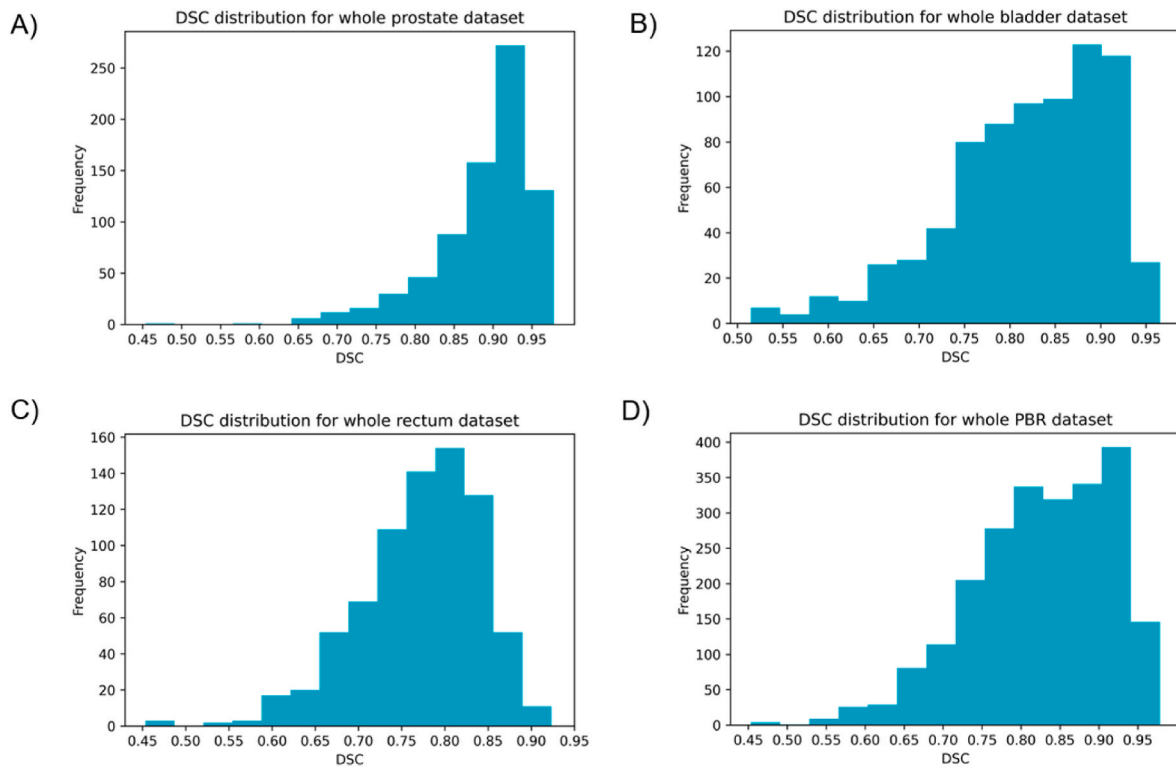 A)
DSC distribution for whole prostate dataset
Frequency
250
200
150
100
50
0
0.45 0.50 0.55 0.60 0.65 0.70 0.75 0.80 0.85 0.90 0.95
DSC
B)
DSC distribution for whole bladder dataset
Frequency
120
100
80
60
40
20
0
0.50 0.55 0.60 0.65 0.70 0.75 0.80 0.85 0.90 0.95
DSC
C)
DSC distribution for whole rectum dataset
Frequency
160
140
120
100
80
60
40
20
0
0.45 0.50 0.55 0.60 0.65 0.70 0.75 0.80 0.85 0.90 0.95
DSC
D)
DSC distribution for whole PBR dataset
Frequency
400
350
300
250
200
150
100
50
0
0.45 0.50 0.55 0.60 0.65 0.70 0.75 0.80 0.85 0.90 0.95
DSC